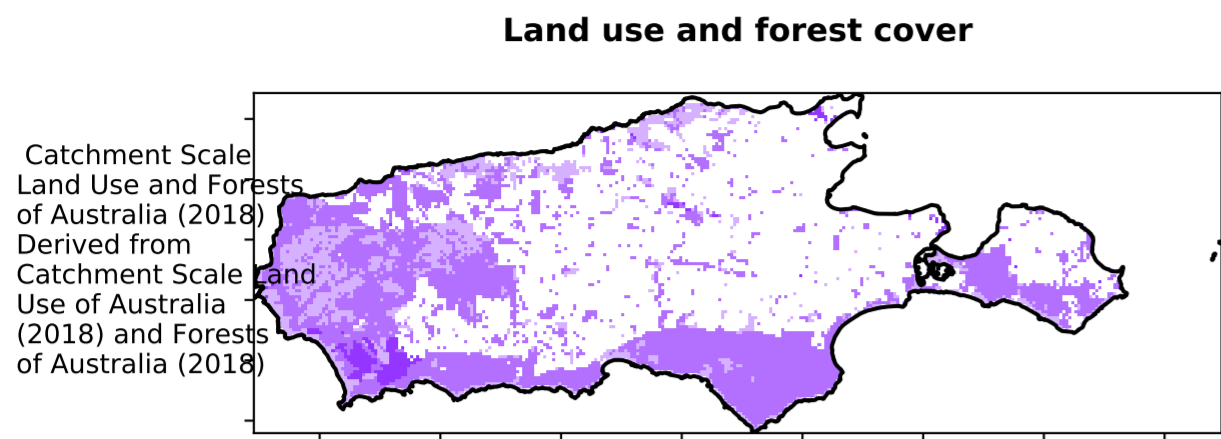 Land use and forest cover
Catchment Scale
Land Use and Forests
of Australia (2018)
Derived from
Catchment Scale Land
Use of Australia
(2018) and Forests
of Australia (2018)